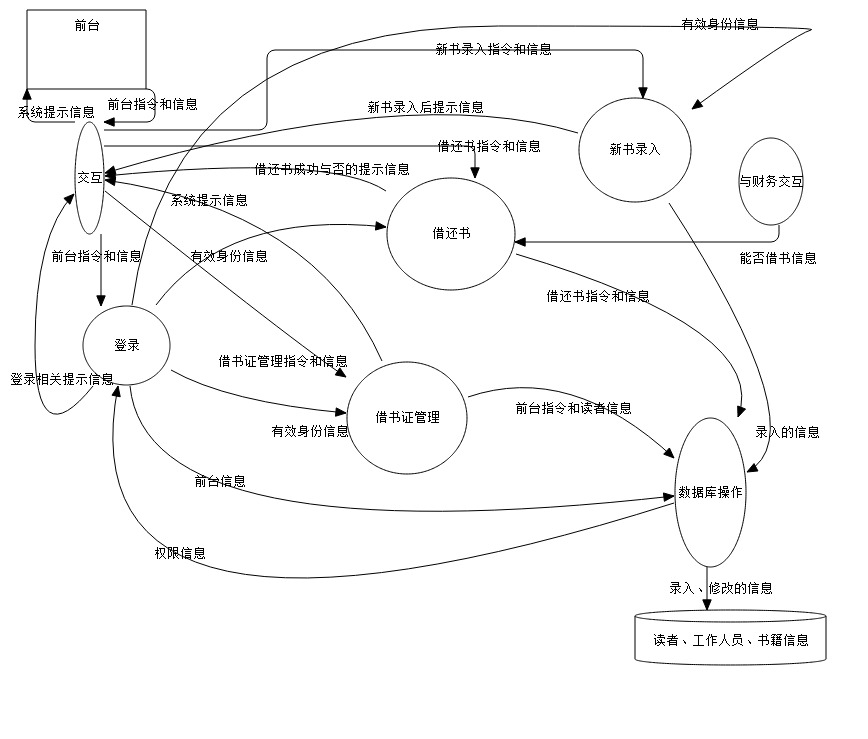 前台
有效身份信息
新书录入指令和信息
系统提示信息
前台指令和信息
新书录入后提示信息
借还书指令和信息
新书录入
借还书成功与否的提示信息
交互
与财务交互
系统提示信息
借还书
前台指令和信息
有效身份信息
能否借书信息
借还书指令和信息
登录
借书证管理指令和信息
登录相关提示信息
前台指令和读者信息
借书证管理
有效身份信息
录入的信息
前台信息
数据库操作
权限信息
录入、修改的信息
读者、工作人员、书籍信息